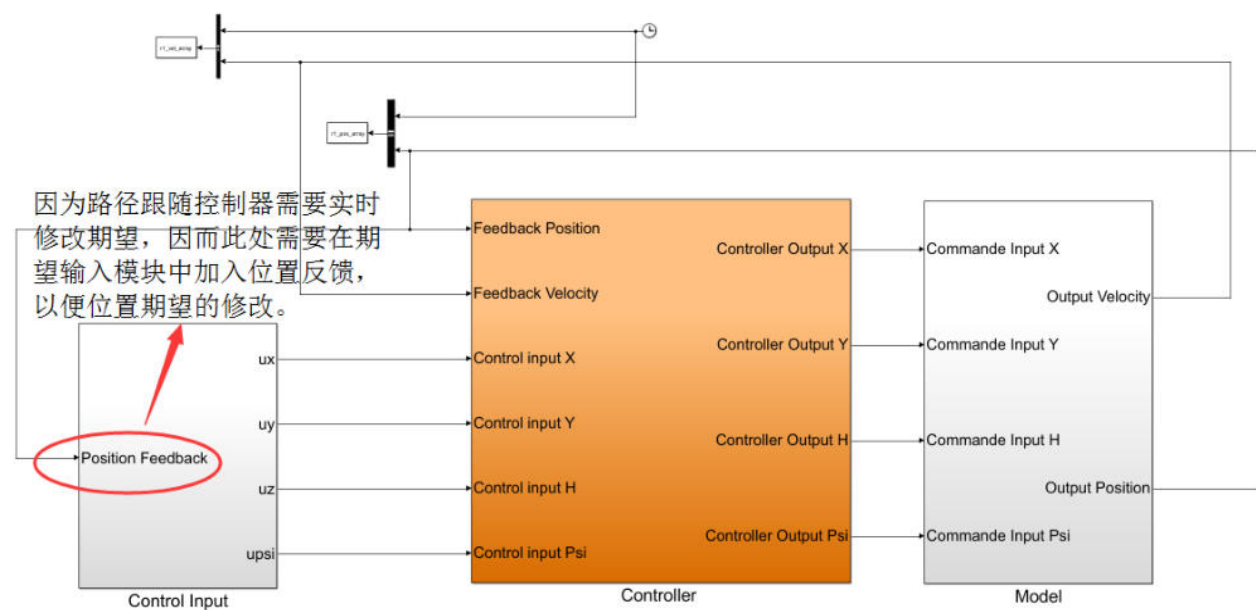 r1_vel_array
r1_pos_array
因为路径跟随控制器需要实时
修改期望，因而此处需要在期
望输入模块中加入位置反馈，
以便位置期望的修改。
Position Feedback
ux
uy
uz
upsi
Control Input
Feedback Position
Feedback Velocity
Control input X
Control input Y
Control input H
Control input Psi
Controller Output X
Controller Output Y
Controller Output H
Controller Output Psi
Controller
Commande Input X
Commande Input Y
Commande Input H
Commande Input Psi
Output Velocity
Output Position
Model